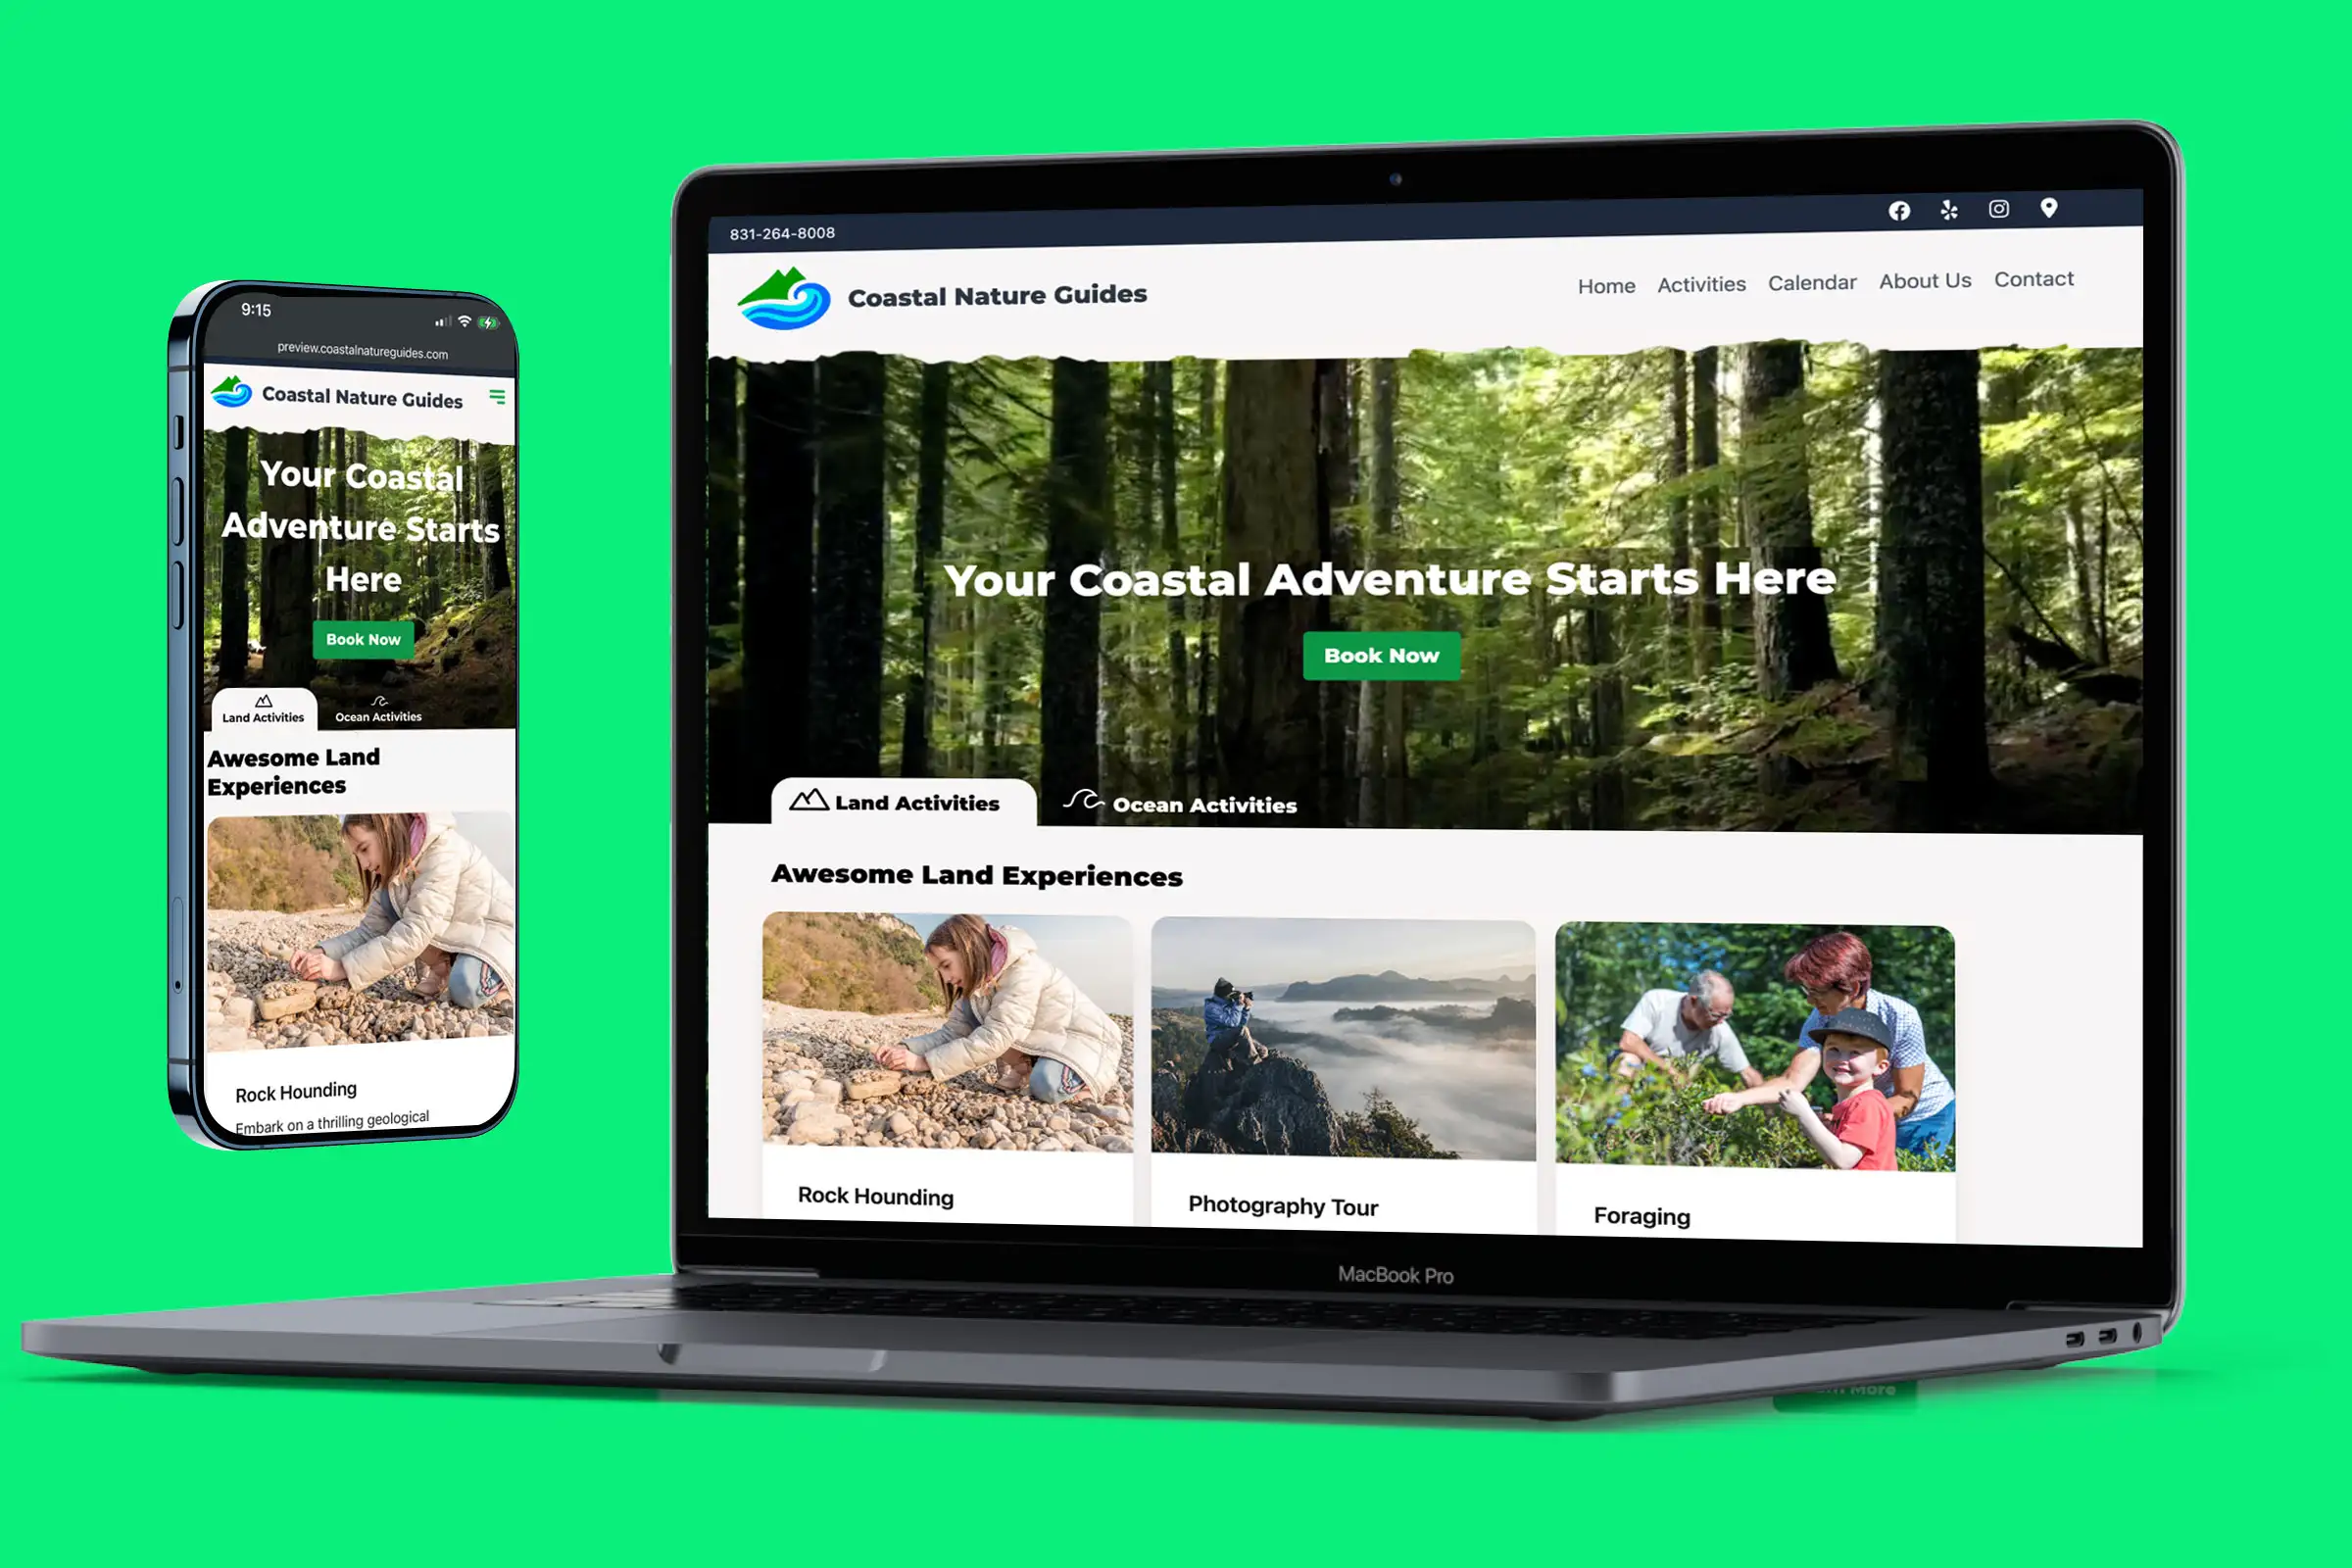 9:15
preview.coastalnatureguides.com
Coastal Nature Guides
Your Coastal
Adventure Starts
Here
Book Now
Land Activities
Ocean Activities
Awesome Land
Experiences
Rock Hounding
Embark on a thrilling geological
831-264-8008
Coastal Nature Guides
Home
Activities
Calendar
About Us
Contact
Your Coastal Adventure Starts Here
Book Now
Land Activities
Ocean Activities
Awesome Land Experiences
Rock Hounding
Photography Tour
Foraging
MacBook Pro
More